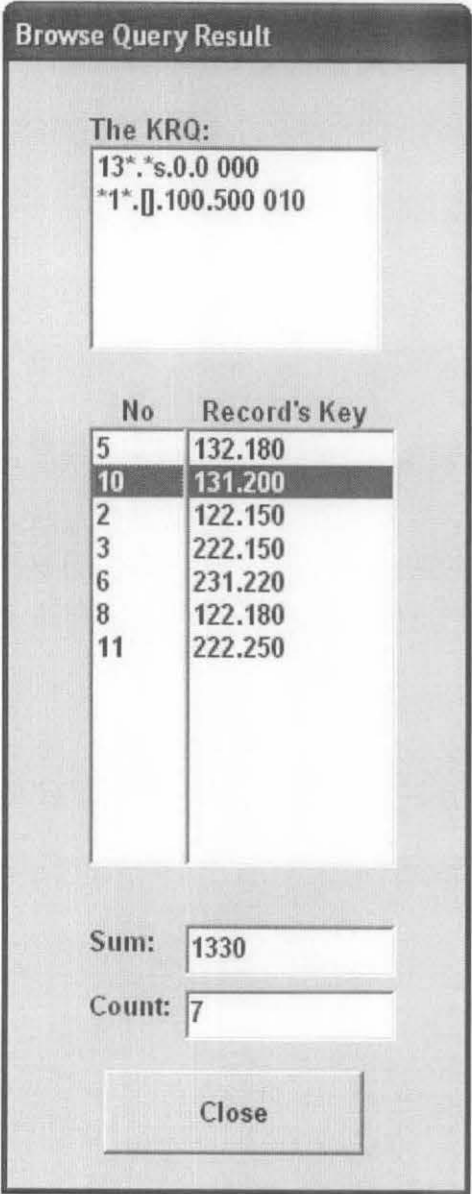 Browse Query Result
The KRQ:
13*.*s.0.0 000
*1*.[].100.500 010
No Record's Key
5 132.180
10 131.200
2 122.150
3 222.150
6 231.220
8 122.180
11 222.250
Sum: 1330
Count: 7
Close